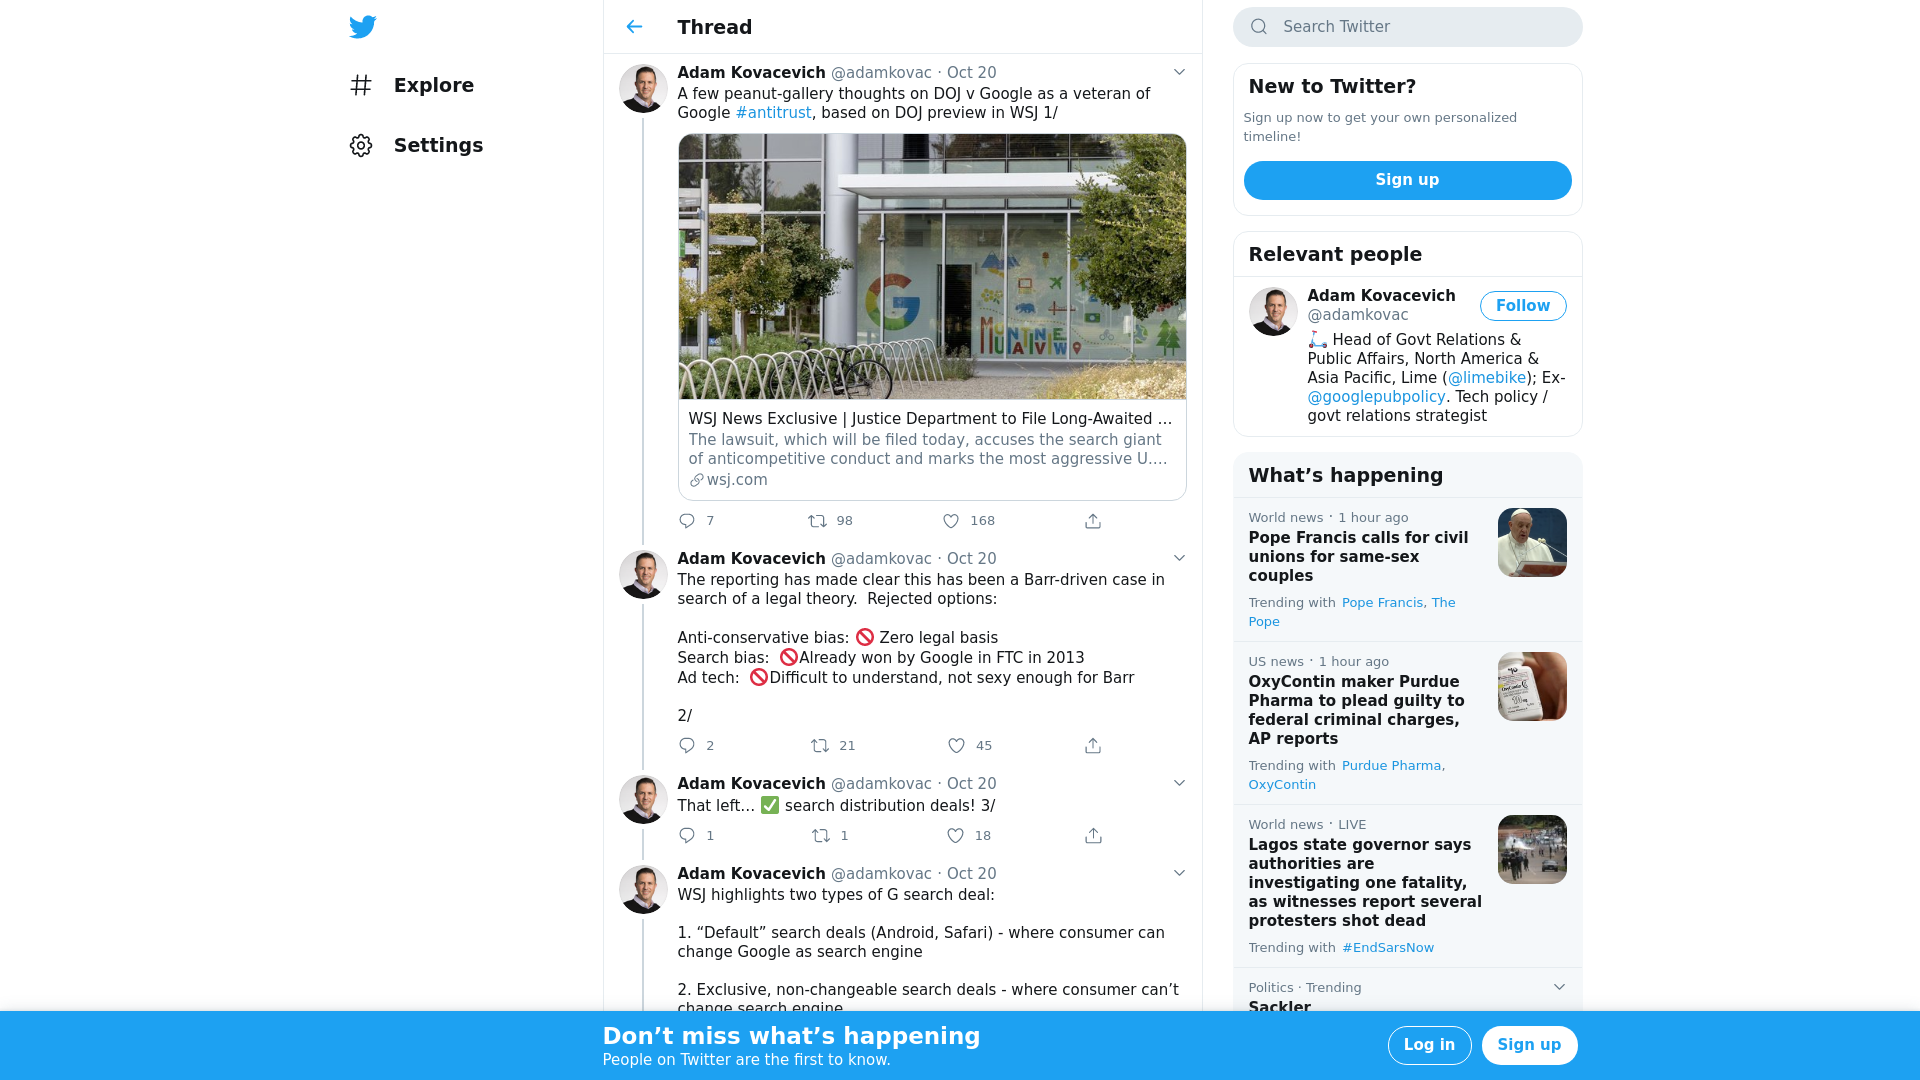 Explore
Settings
Thread
Adam Kovacevich @adamkovac · Oct 20
A few peanut-gallery thoughts on DOJ v Google as a veteran of
Google #antitrust, based on DOJ preview in WSJ 1/
WSJ News Exclusive | Justice Department to File Long-Awaited …
The lawsuit, which will be filed today, accuses the search giant
of anticompetitive conduct and marks the most aggressive U.…
wsj.com
7 98 168
Adam Kovacevich @adamkovac · Oct 20
The reporting has made clear this has been a Barr-driven case in
search of a legal theory.  Rejected options:
Anti-conservative bias: 🚫 Zero legal basis
Search bias:  🚫Already won by Google in FTC in 2013
Ad tech:  🚫Difficult to understand, not sexy enough for Barr
2/
2 21 45
Adam Kovacevich @adamkovac · Oct 20
That left… ✅ search distribution deals! 3/
1 1 18
Adam Kovacevich @adamkovac · Oct 20
WSJ highlights two types of G search deal:
1. “Default” search deals (Android, Safari) - where consumer can
change Google as search engine
2. Exclusive, non-changeable search deals - where consumer can’t
change search engine
Search Twitter
New to Twitter?
Sign up now to get your own personalized
timeline!
Sign up
Relevant people
Adam Kovacevich
@adamkovac
Follow
🛴 Head of Govt Relations &
Public Affairs, North America &
Asia Pacific, Lime (@limebike); Ex-
@googlepubpolicy. Tech policy /
govt relations strategist
What’s happening
World news · 1 hour ago
Pope Francis calls for civil
unions for same-sex
couples
Trending with Pope Francis, The
Pope
US news · 1 hour ago
OxyContin maker Purdue
Pharma to plead guilty to
federal criminal charges,
AP reports
Trending with Purdue Pharma,
OxyContin
World news · LIVE
Lagos state governor says
authorities are
investigating one fatality,
as witnesses report several
protesters shot dead
Trending with #EndSarsNow
Politics · Trending
Sackler
Don’t miss what’s happening
People on Twitter are the first to know.
Log in
Sign up